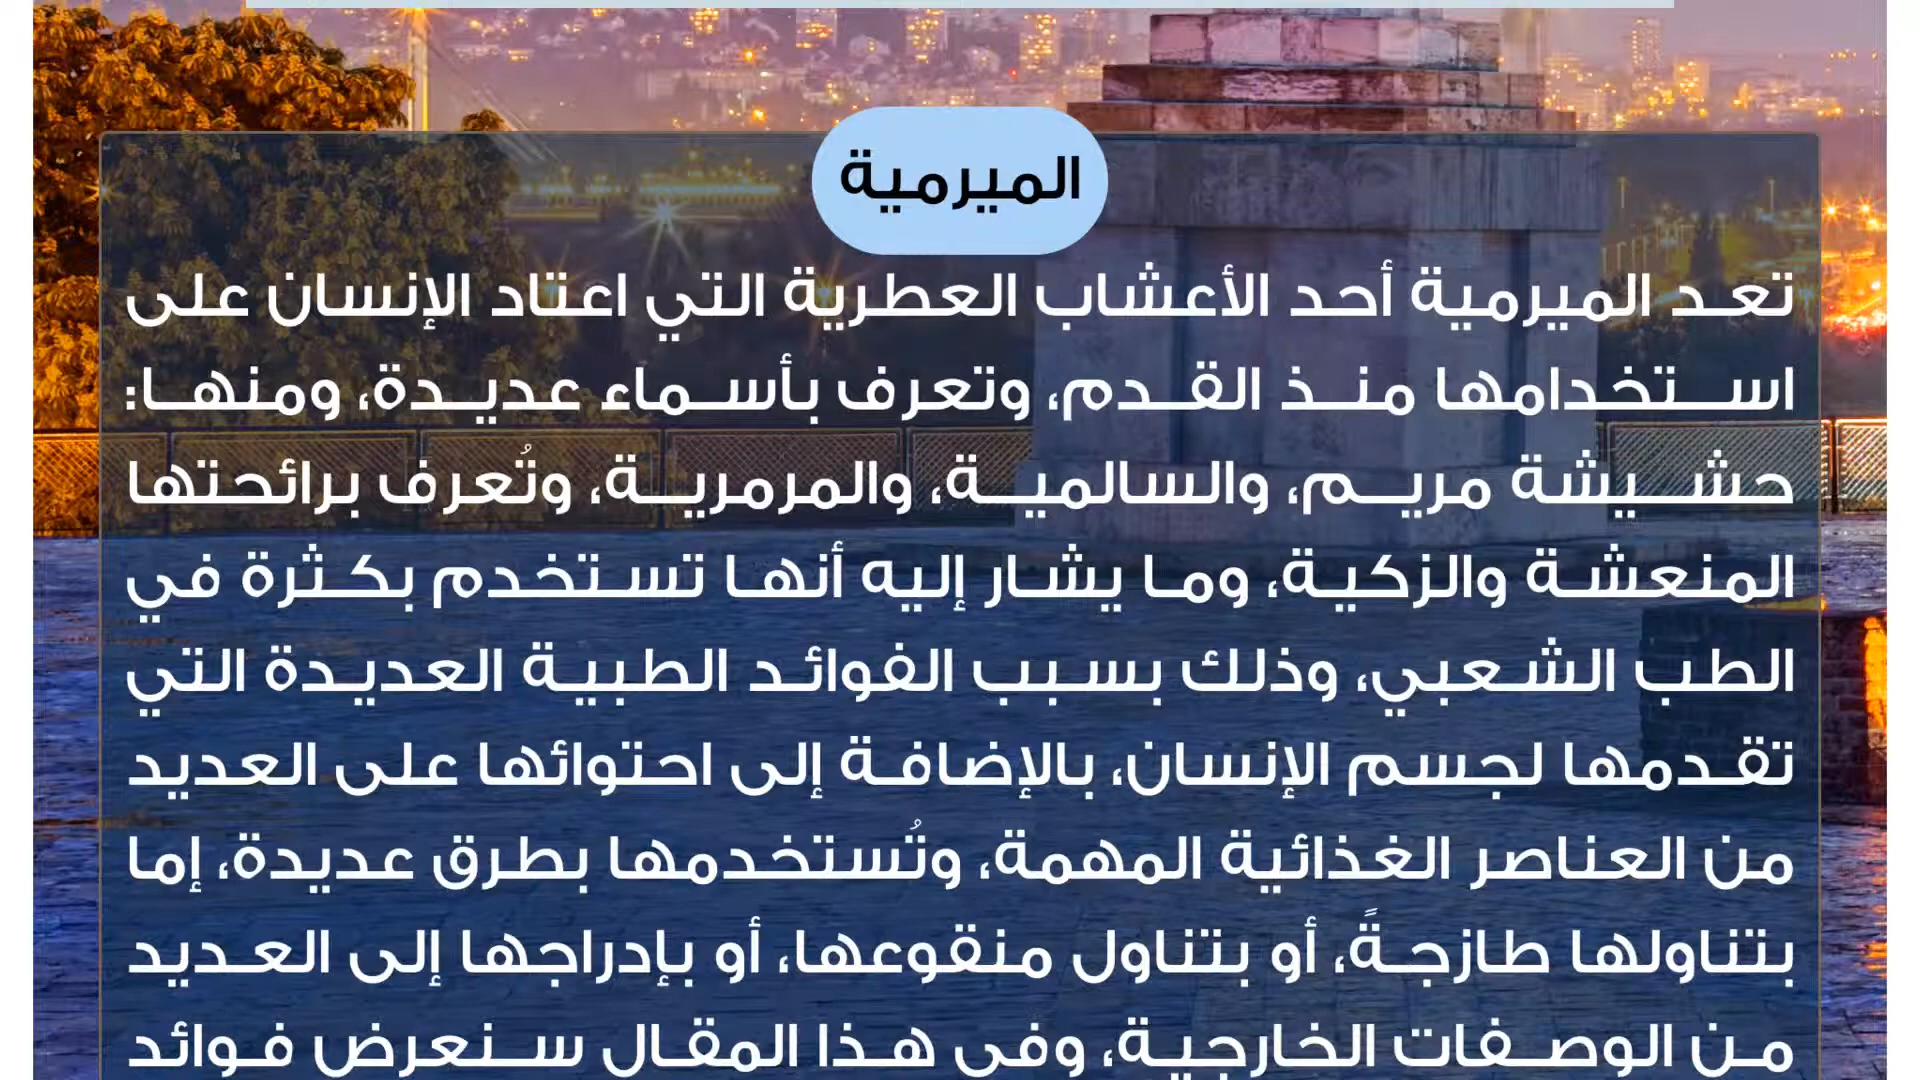 الميرمية
تعد الميرمية أحد الأعشاب العطرية التي اعتاد الإنسان على
استخدامها منذ القدم، وتعرف بأسماء عديدة، ومنها:
حشيشة مريم، والسالمية، والمرمرية، وتُعرف برائحتها
المنعشة والزكية، وما يشار إليه أنها تستخدم بكثرة في
الطب الشعبي، وذلك بسبب الفوائد الطبية العديدة التي
تقدمها لجسم الإنسان، بالإضافة إلى احتوائها على العديد
من العناصر الغذائية المهمة، وتُستخدمها بطرق عديدة، إما
بتناولها طازجةً، أو بتناول منقوعها، أو بإدراجها إلى العديد
من الوصفات الخارجية، وفي هذا المقال سنعرض فوائد